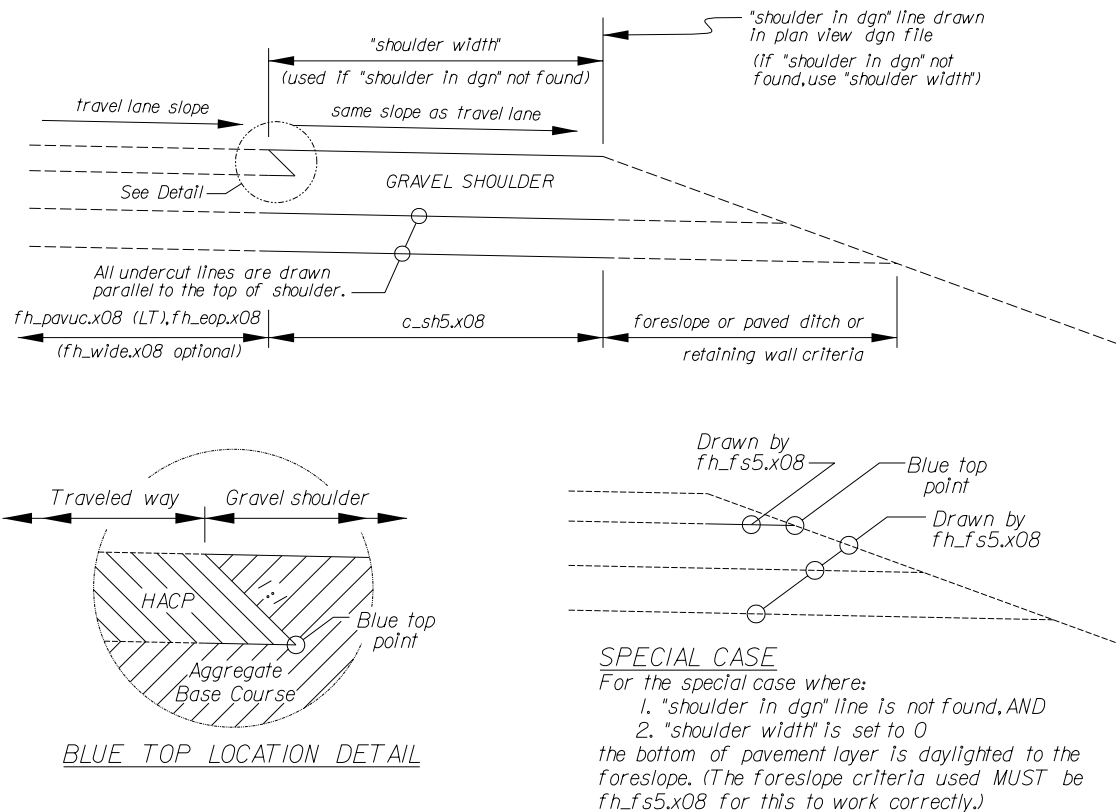 "shoulder in dgn" line drawn
in plan view dgn file
(if "shoulder in dgn" not
found,use "shoulder width")
"shoulder width"
(used if "shoulder in dgn" not found)
travel lane slope
same slope as travel lane
See Detail
GRAVEL SHOULDER
All undercut lines are drawn
parallel to the top of shoulder.
fh_pavuc.x08 (LT),fh_eop.x08
(fh_wide.x08 optional)
c_sh5.x08
foreslope or paved ditch or
retaining wall criteria
Traveled way
Gravel shoulder
HACP
Blue top
point
Aggregate
Base Course
BLUE TOP LOCATION DETAIL
Drawn by
fh_fs5.x08
Blue top
point
Drawn by
fh_fs5.x08
SPECIAL CASE
For the special case where:
1. "shoulder in dgn" line is not found,AND
2. "shoulder width" is set to 0
the bottom of pavement layer is daylighted to the
foreslope. (The foreslope criteria used MUST be
fh_fs5.x08 for this to work correctly.)